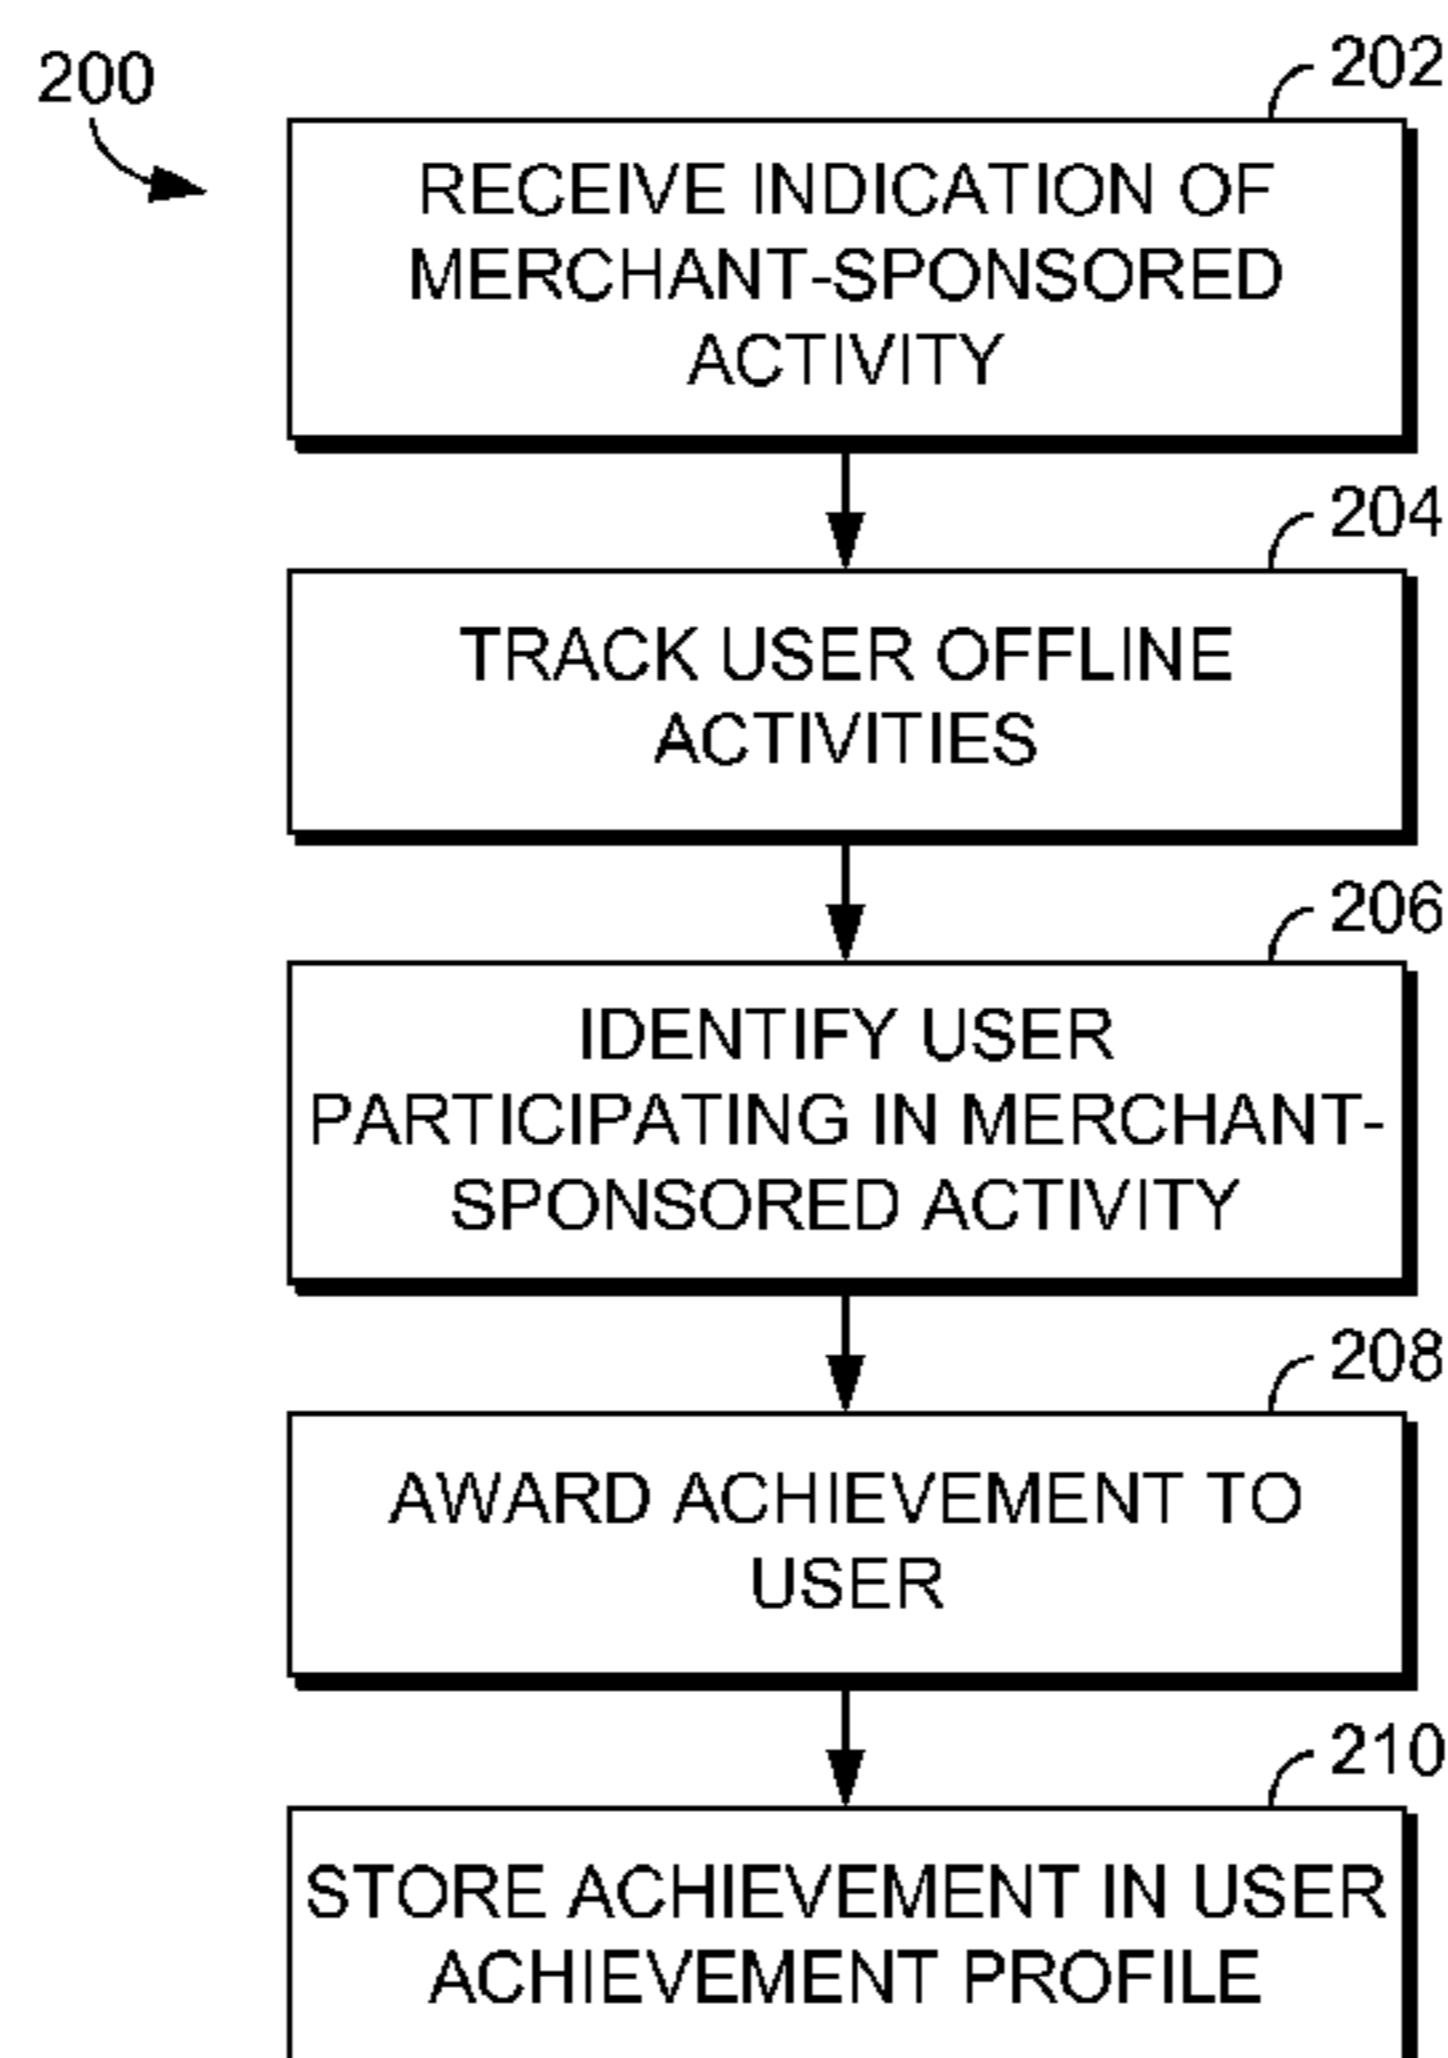 200
202
RECEIVE INDICATION OF
MERCHANT-SPONSORED
ACTIVITY
204
TRACK USER OFFLINE
ACTIVITIES
206
IDENTIFY USER
PARTICIPATING IN MERCHANT-
SPONSORED ACTIVITY
208
AWARD ACHIEVEMENT TO
USER
210
STORE ACHIEVEMENT IN USER
ACHIEVEMENT PROFILE